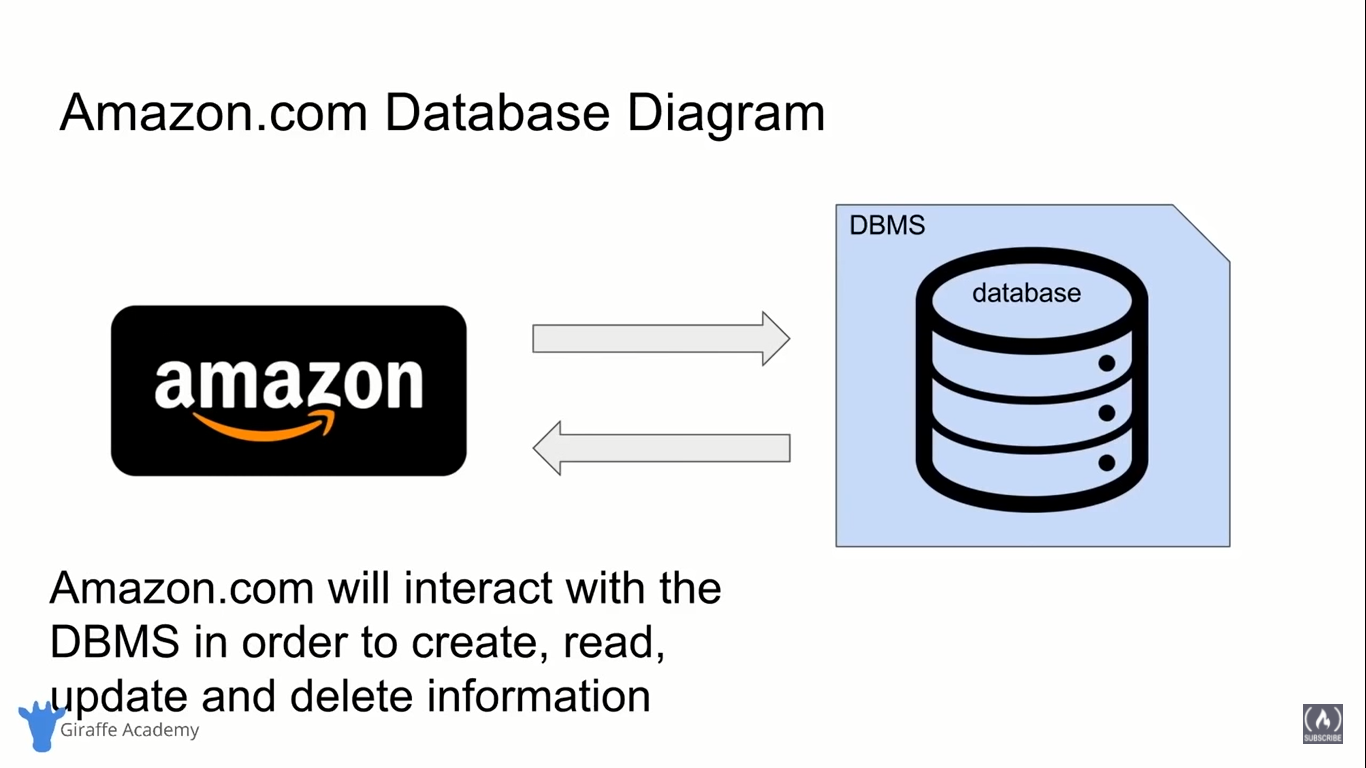 Amazon.com Database Diagram
DBMS
database
amazon
Amazon.com will interact with the
DBMS in order to create, read,
update and delete information
Giraffe Academy
SUBSCRIBE